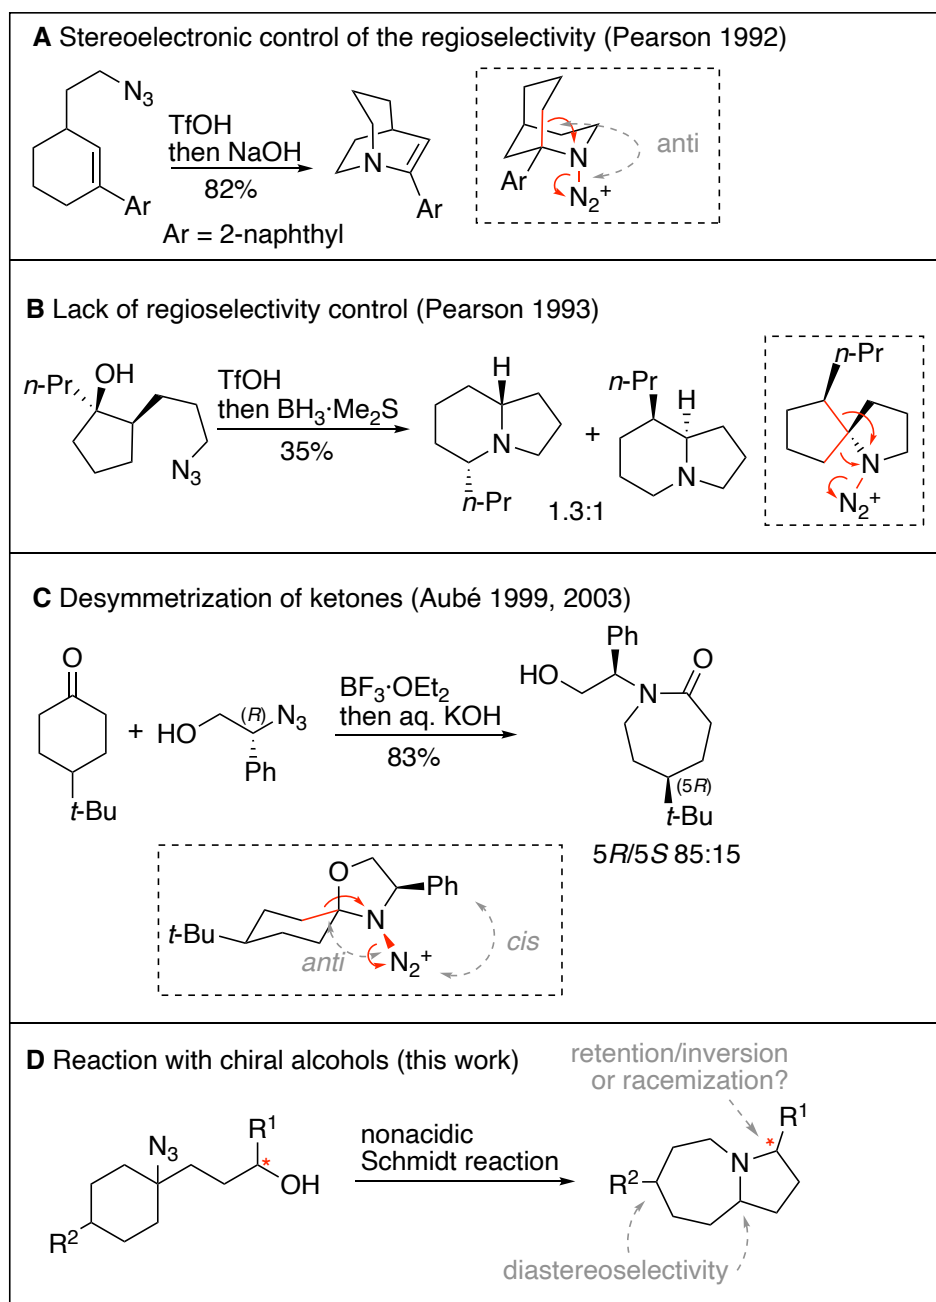 A Stereoelectronic control of the regioselectivity (Pearson 1992)
N₃
TfOH
then NaOH
82%
Ar
Ar = 2-naphthyl
N
Ar
Ar
N
N₂⁺
anti
B Lack of regioselectivity control (Pearson 1993)
n-Pr
OH
N₃
TfOH
then BH₃·Me₂S
35%
H
N
n-Pr
+
n-Pr
H
N
1.3:1
n-Pr
N
N₂⁺
C Desymmetrization of ketones (Aubé 1999, 2003)
O
t-Bu
+
HO
(R)
N₃
Ph
BF₃·OEt₂
then aq. KOH
83%
Ph
HO
N
O
(5R)
t-Bu
5R/5S 85:15
O
Ph
N
t-Bu
anti
N₂⁺
cis
D Reaction with chiral alcohols (this work)
N₃
R¹
*
OH
R²
nonacidic
Schmidt reaction
retention/inversion
or racemization?
R¹
*
N
R²
diastereoselectivity